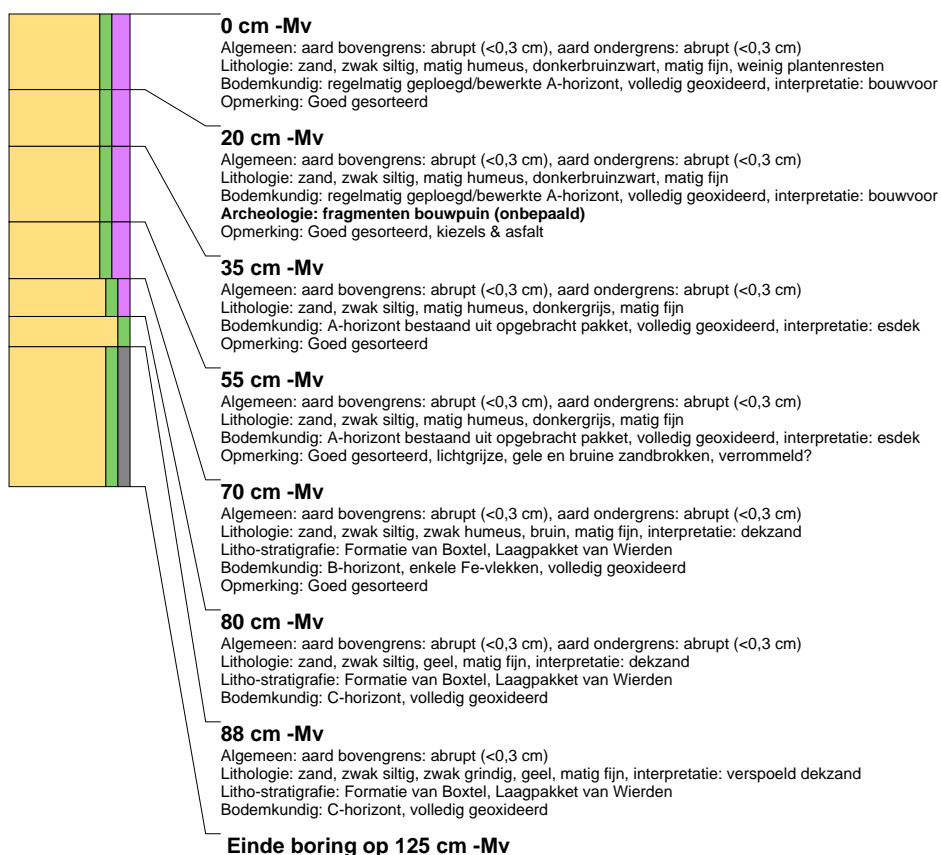 0 cm -Mv
Algemeen: aard bovengrens: abrupt (<0,3 cm), aard ondergrens: abrupt (<0,3 cm)
Lithologie: zand, zwak siltig, matig humeus, donkerbruinzwart, matig fijn, weinig plantenresten
Bodemkundig: regelmatig geploegd/bewerkte A-horizont, volledig geoxideerd, interpretatie: bouwvoor
Opmerking: Goed gesorteerd
20 cm -Mv
Algemeen: aard bovengrens: abrupt (<0,3 cm), aard ondergrens: abrupt (<0,3 cm)
Lithologie: zand, zwak siltig, matig humeus, donkerbruinzwart, matig fijn
Bodemkundig: regelmatig geploegd/bewerkte A-horizont, volledig geoxideerd, interpretatie: bouwvoor
Archeologie: fragmenten bouwpuin (onbepaald)
Opmerking: Goed gesorteerd, kiezels & asfalt
35 cm -Mv
Algemeen: aard bovengrens: abrupt (<0,3 cm), aard ondergrens: abrupt (<0,3 cm)
Lithologie: zand, zwak siltig, matig humeus, donkergrijs, matig fijn
Bodemkundig: A-horizont bestaand uit opgebracht pakket, volledig geoxideerd, interpretatie: esdek
Opmerking: Goed gesorteerd
55 cm -Mv
Algemeen: aard bovengrens: abrupt (<0,3 cm), aard ondergrens: abrupt (<0,3 cm)
Lithologie: zand, zwak siltig, matig humeus, donkergrijs, matig fijn
Bodemkundig: A-horizont bestaand uit opgebracht pakket, volledig geoxideerd, interpretatie: esdek
Opmerking: Goed gesorteerd, lichtgrijze, gele en bruine zandbrokken, verrommeld?
70 cm -Mv
Algemeen: aard bovengrens: abrupt (<0,3 cm), aard ondergrens: abrupt (<0,3 cm)
Lithologie: zand, zwak siltig, zwak humeus, bruin, matig fijn, interpretatie: dekzand
Litho-stratigrafie: Formatie van Boxtel, Laagpakket van Wierden
Bodemkundig: B-horizont, enkele Fe-vlekken, volledig geoxideerd
Opmerking: Goed gesorteerd
80 cm -Mv
Algemeen: aard bovengrens: abrupt (<0,3 cm), aard ondergrens: abrupt (<0,3 cm)
Lithologie: zand, zwak siltig, geel, matig fijn, interpretatie: dekzand
Litho-stratigrafie: Formatie van Boxtel, Laagpakket van Wierden
Bodemkundig: C-horizont, volledig geoxideerd
88 cm -Mv
Algemeen: aard bovengrens: abrupt (<0,3 cm)
Lithologie: zand, zwak siltig, zwak grindig, geel, matig fijn, interpretatie: verspoeld dekzand
Litho-stratigrafie: Formatie van Boxtel, Laagpakket van Wierden
Bodemkundig: C-horizont, volledig geoxideerd
Einde boring op 125 cm -Mv